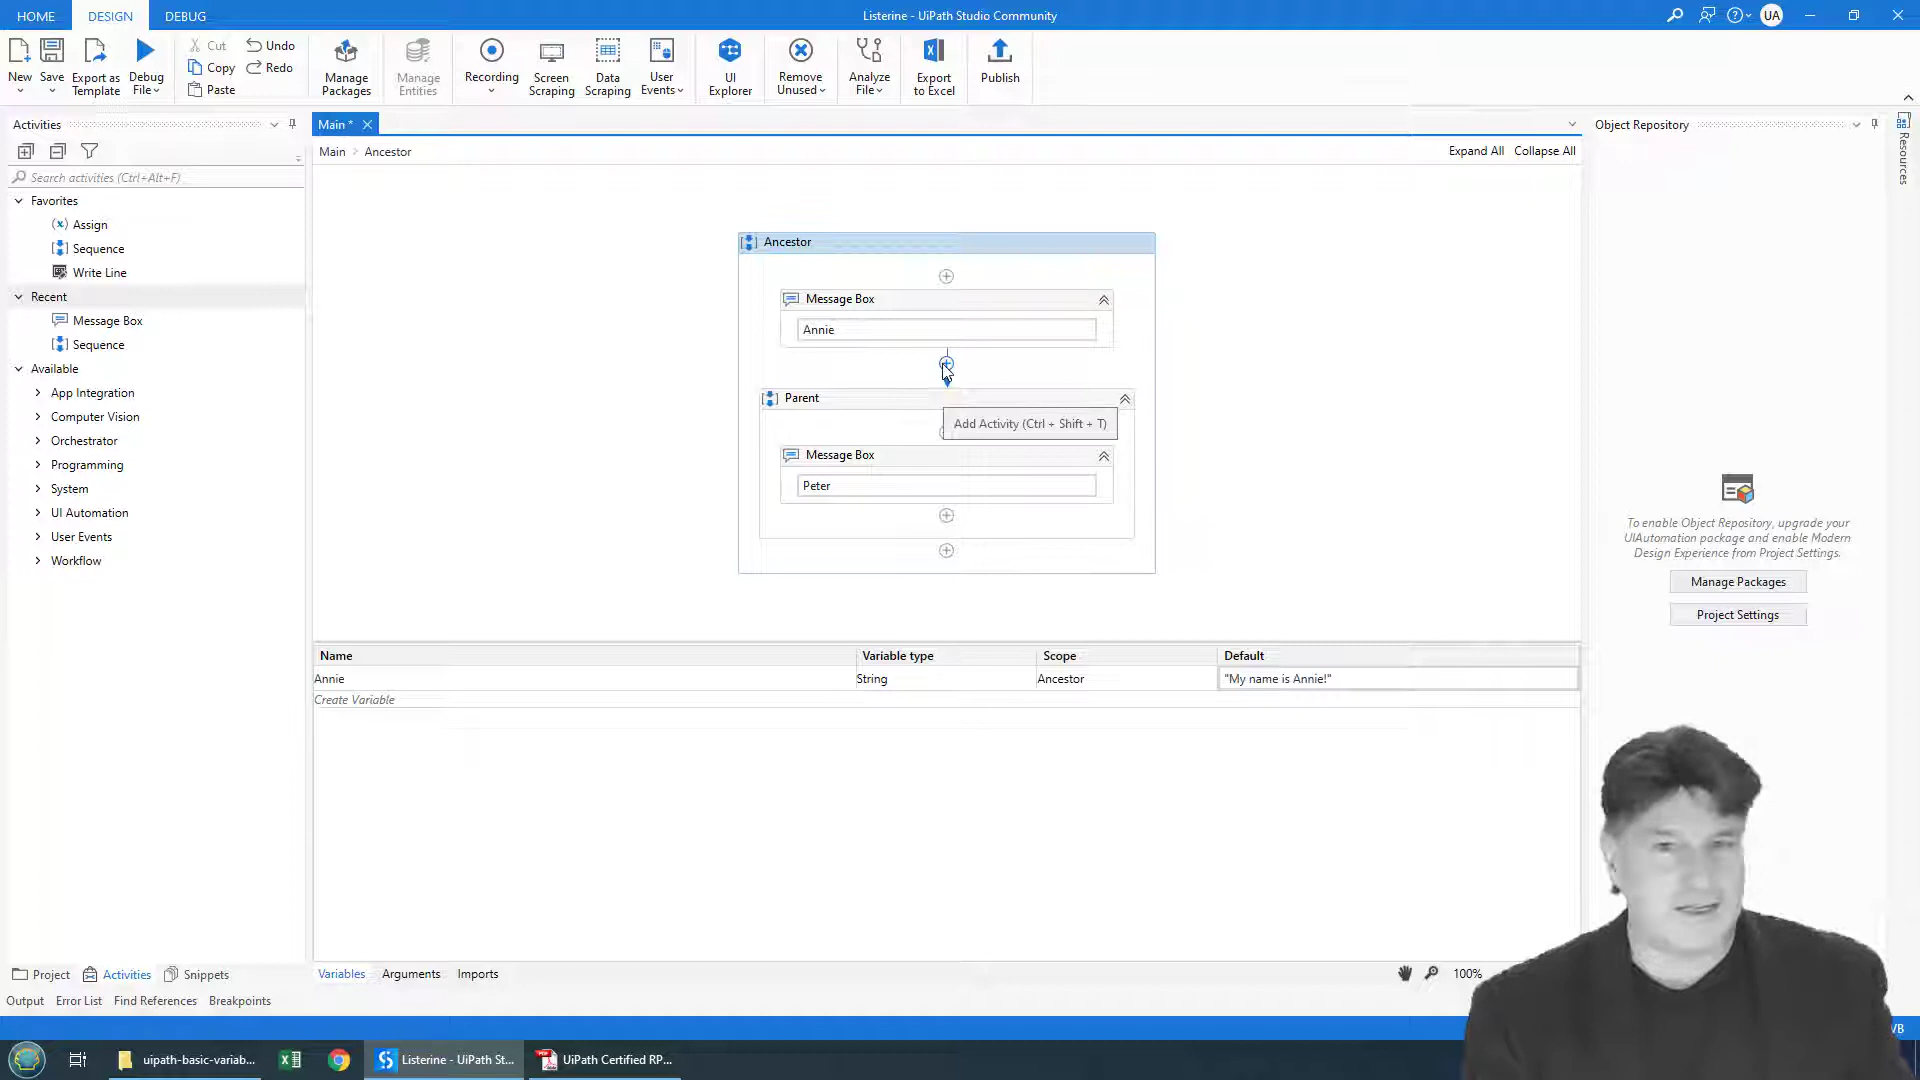 HOME DESIGN DEBUG Listerine - UiPath Studio Community UA
New Save Export as Template Debug File Cut Copy Paste Undo Redo Manage Packages Manage Entities Recording Screen Scraping Data Scraping User Events UI Explorer Remove Unused Analyze File Export to Excel Publish
Activities Main * Object Repository
Resources
Main > Ancestor Expand All Collapse All
Search activities (Ctrl+Alt+F)
Favorites
Assign
Sequence
Write Line
Recent
Message Box
Sequence
Available
App Integration
Computer Vision
Orchestrator
Programming
System
UI Automation
User Events
Workflow
Ancestor
Message Box
Annie
Parent
Add Activity (Ctrl + Shift + T)
Message Box
Peter
To enable Object Repository, upgrade your
UIAutomation package and enable Modern
Design Experience from Project Settings.
Manage Packages
Project Settings
Name Variable type Scope Default
Annie String Ancestor "My name is Annie!"
Create Variable
Project Activities Snippets Variables Arguments Imports 100%
Output Error List Find References Breakpoints
VB
uipath-basic-variab... Listerine - UiPath St... UiPath Certified RP...